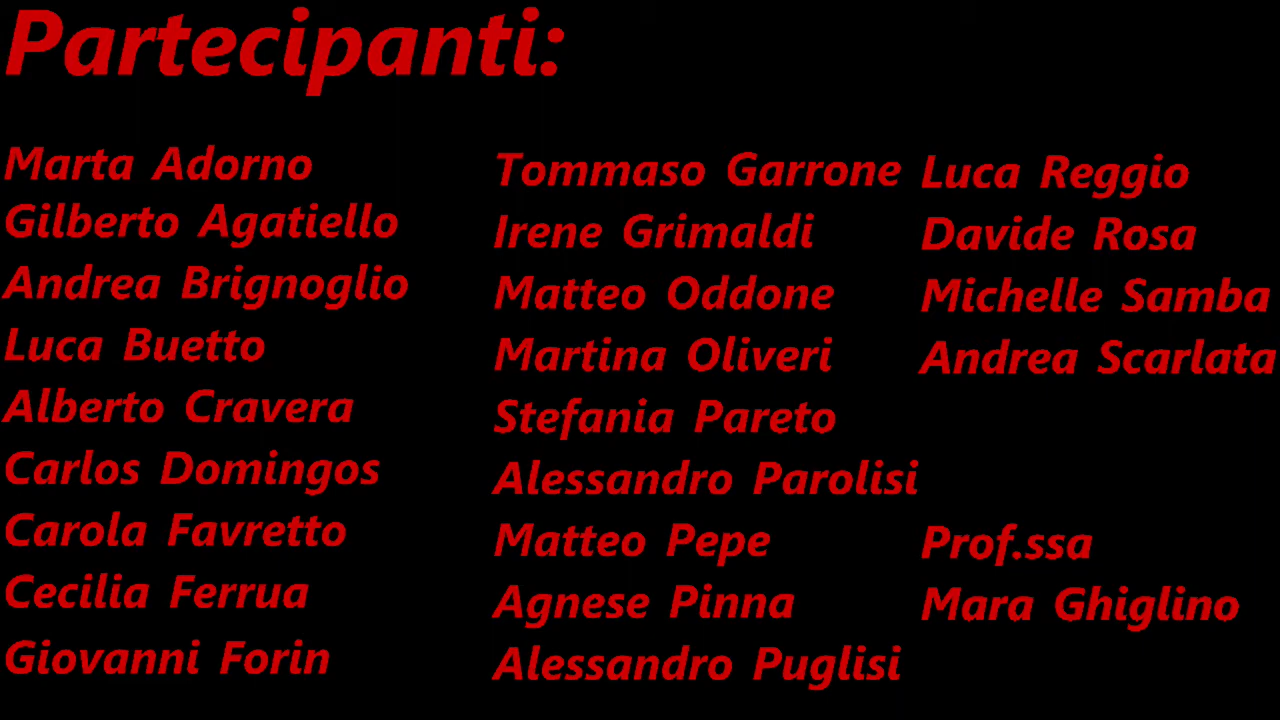 Partecipanti:
Marta Adorno
Gilberto Agatiello
Andrea Brignoglio
Luca Buetto
Alberto Cravera
Carlos Domingos
Carola Favretto
Cecilia Ferrua
Giovanni Forin
Tommaso Garrone
Irene Grimaldi
Matteo Oddone
Martina Oliveri
Stefania Pareto
Alessandro Parolisi
Matteo Pepe
Agnese Pinna
Alessandro Puglisi
Luca Reggio
Davide Rosa
Michelle Samba
Andrea Scarlata
Prof.ssa
Mara Ghiglino